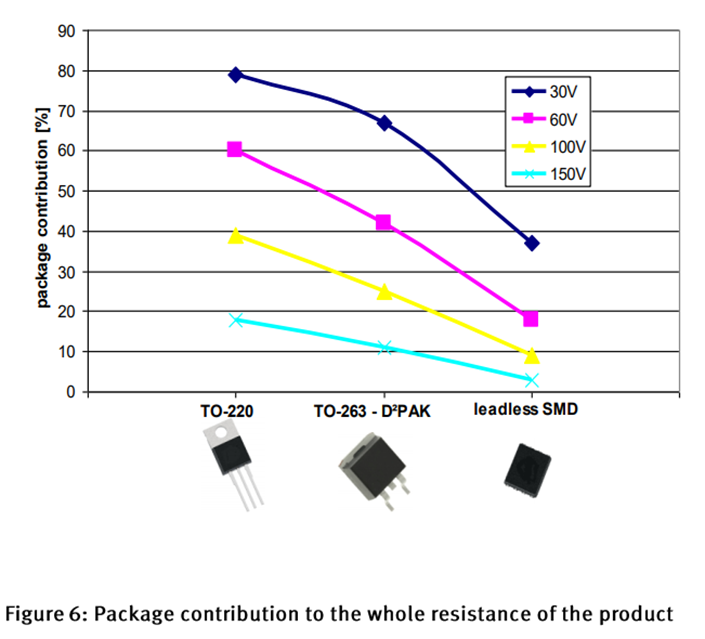 package contribution [%]
90
80
70
60
50
40
30
20
10
0
30V
60V
100V
150V
TO-220
TO-263 - D²PAK
leadless SMD
Figure 6: Package contribution to the whole resistance of the product